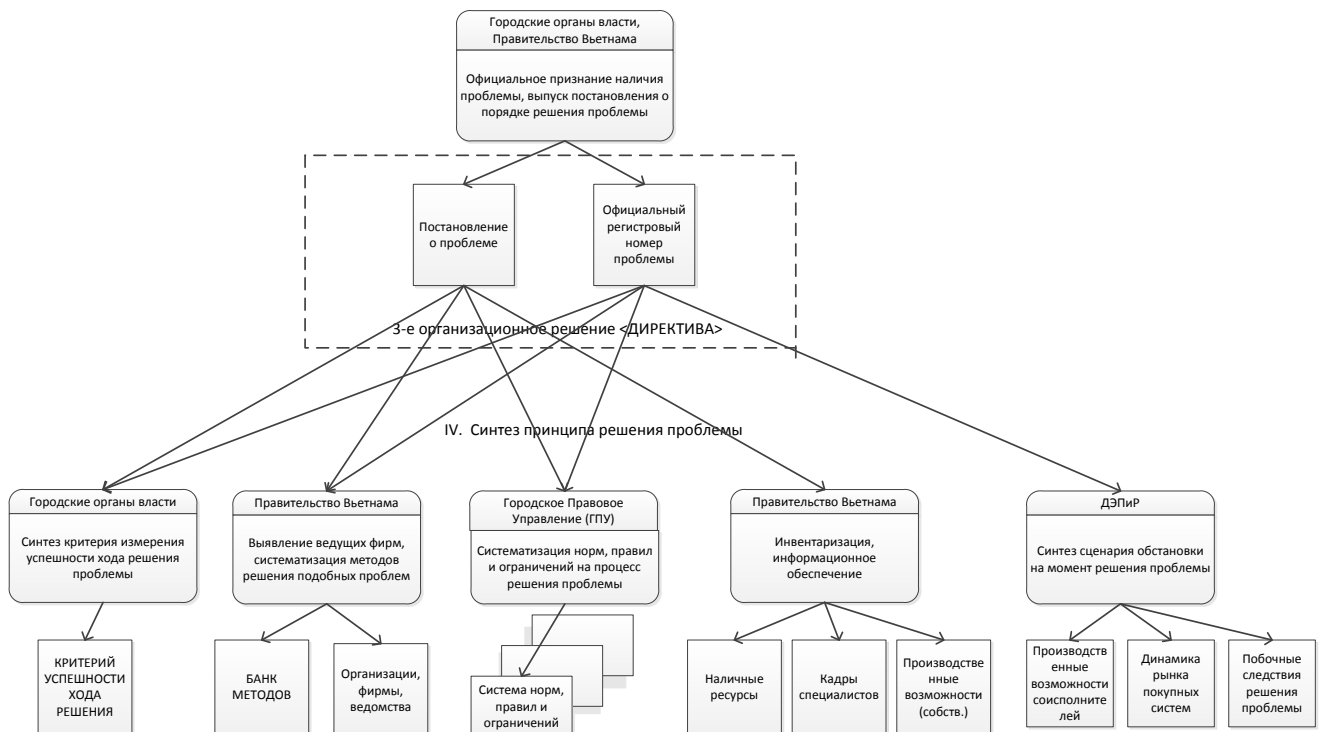 Городские органы власти,
Правительство Вьетнама
Официальное признание наличия
проблемы, выпуск постановления о
порядке решения проблемы
Постановление
о проблеме
Официальный
регистровый
номер
проблемы
3-е организационное решение <ДИРЕКТИВА>
IV. Синтез принципа решения проблемы
Городские органы власти
Синтез критерия измерения
успешности хода решения
проблемы
Правительство Вьетнама
Выявление ведущих фирм,
систематизация методов
решения подобных проблем
Городское Правовое
Управление (ГПУ)
Систематизация норм, правил
и ограничений на процесс
решения проблемы
Правительство Вьетнама
Инвентаризация,
информационное
обеспечение
ДЭПиР
Синтез сценария обстановки
на момент решения проблемы
КРИТЕРИЙ
УСПЕШНОСТИ
ХОДА
РЕШЕНИЯ
БАНК
МЕТОДОВ
Организации,
фирмы,
ведомства
Система норм,
правил и
ограничений
Наличные
ресурсы
Кадры
специалистов
Производстве
нные
возможности
(собств.)
Производств
енные
возможности
соисполните
лей
Динамика
рынка
покупных
систем
Побочные
следствия
решения
проблемы